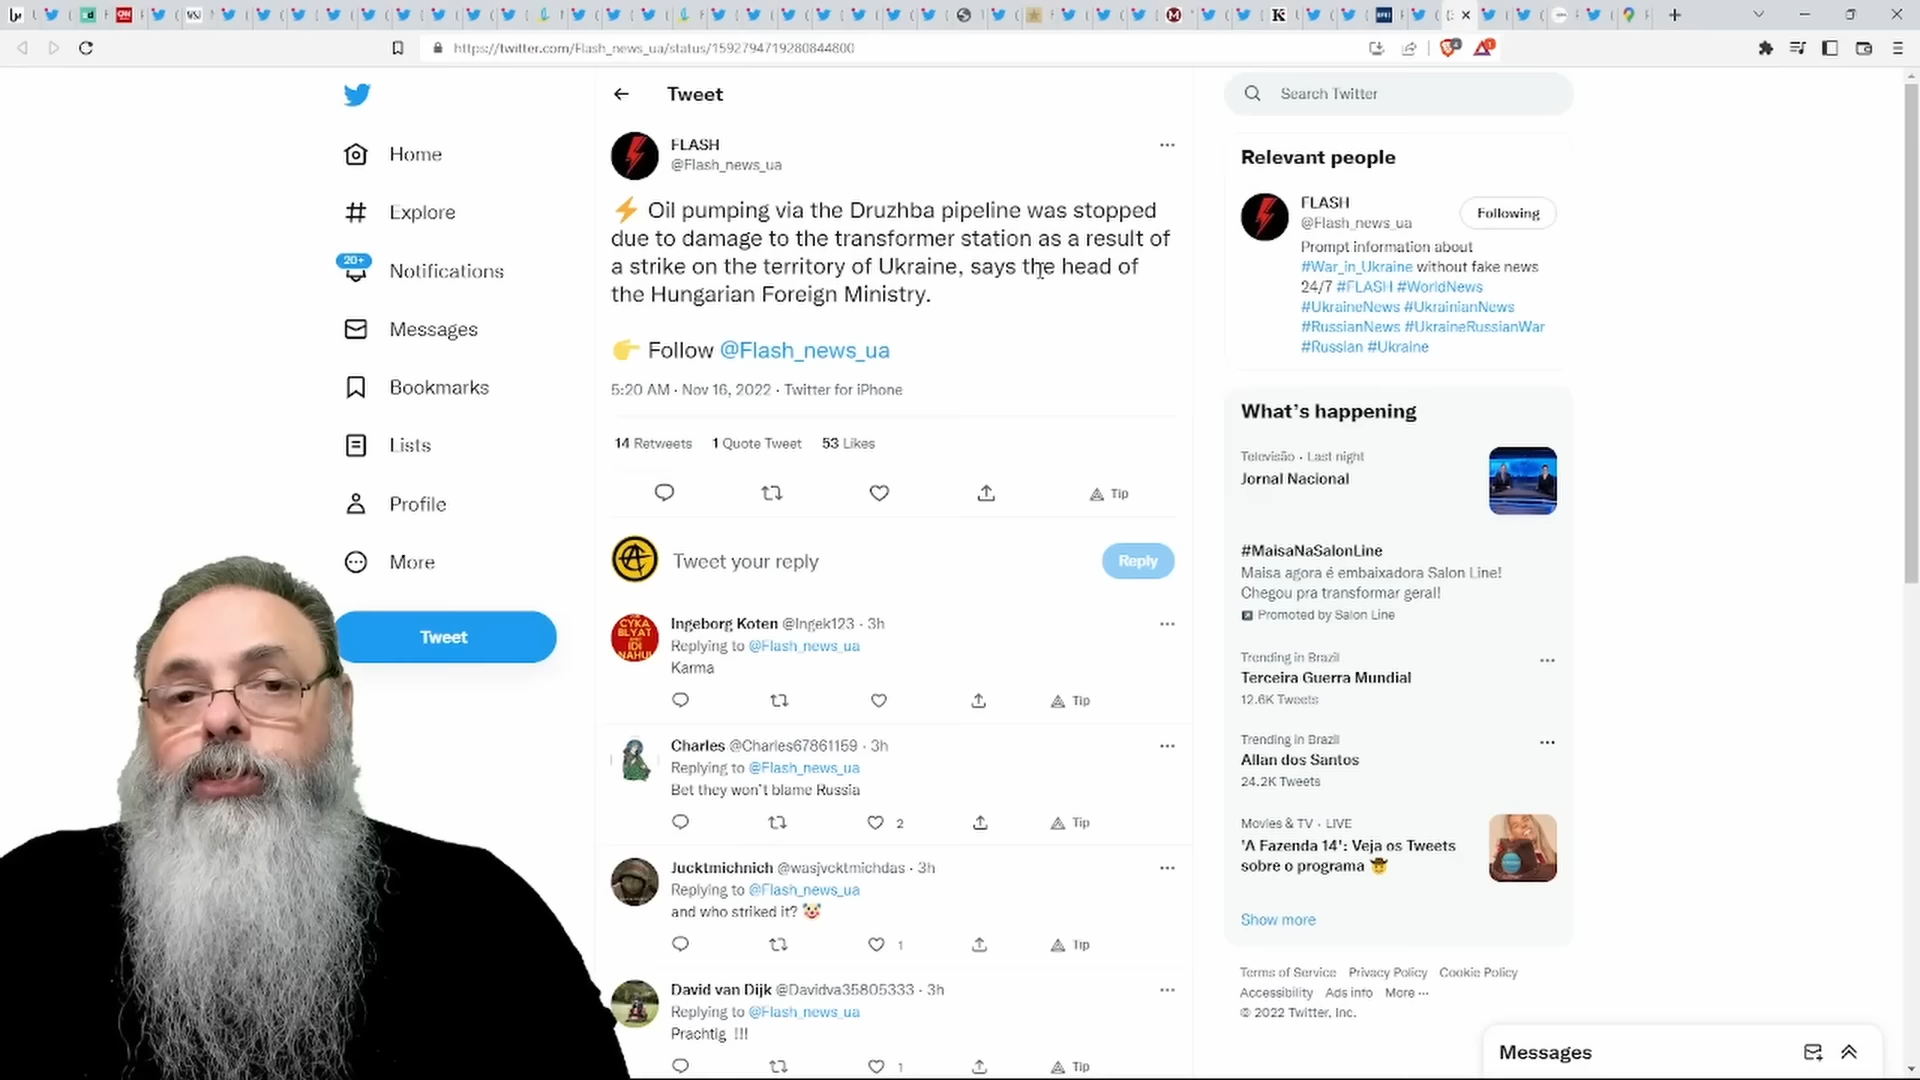 https://twitter.com/Flash_news_ua/status/1592794719280844800
Home
Explore
20+
Notifications
Messages
Bookmarks
Lists
Profile
More
Tweet
Tweet
FLASH
@Flash_news_ua
⚡ Oil pumping via the Druzhba pipeline was stopped
due to damage to the transformer station as a result of
a strike on the territory of Ukraine, says the head of
the Hungarian Foreign Ministry.
👉 Follow @Flash_news_ua
5:20 AM · Nov 16, 2022 · Twitter for iPhone
14 Retweets 1 Quote Tweet 53 Likes
Tip
Tweet your reply
Reply
CYKA
BLYAT
IDI
NAHUI
Ingeborg Koten @Ingek123 · 3h
Replying to @Flash_news_ua
Karma
Tip
Charles @Charles67861159 · 3h
Replying to @Flash_news_ua
Bet they won't blame Russia
2 Tip
Jucktmichnich @wasjvcktmichdas · 3h
Replying to @Flash_news_ua
and who striked it? 🤡
1 Tip
David van Dijk @Davidva35805333 · 3h
Replying to @Flash_news_ua
Prachtig !!!
1 Tip
Search Twitter
Relevant people
FLASH
@Flash_news_ua
Following
Prompt information about
#War_in_Ukraine without fake news
24/7 #FLASH #WorldNews
#UkraineNews #UkrainianNews
#RussianNews #UkraineRussianWar
#Russian #Ukraine
What's happening
Televisão · Last night
Jornal Nacional
#MaisaNaSalonLine
Maisa agora é embaixadora Salon Line!
Chegou pra transformar geral!
Promoted by Salon Line
Trending in Brazil
Terceira Guerra Mundial
12.6K Tweets
Trending in Brazil
Allan dos Santos
24.2K Tweets
Movies & TV · LIVE
'A Fazenda 14': Veja os Tweets
sobre o programa 🤠
Show more
Terms of Service Privacy Policy Cookie Policy
Accessibility Ads info More ···
© 2022 Twitter, Inc.
Messages